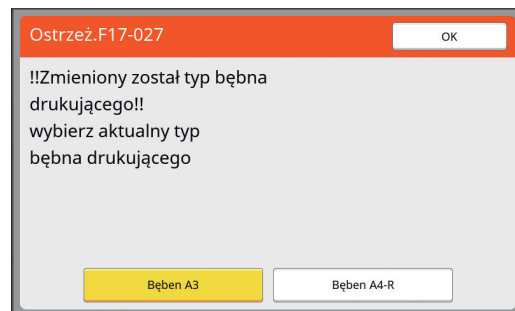 Ostrzeż.F17-027
OK
!!Zmieniony został typ bębna
drukującego!!
wybierz aktualny typ
bębna drukującego
Bęben A3
Bęben A4-R